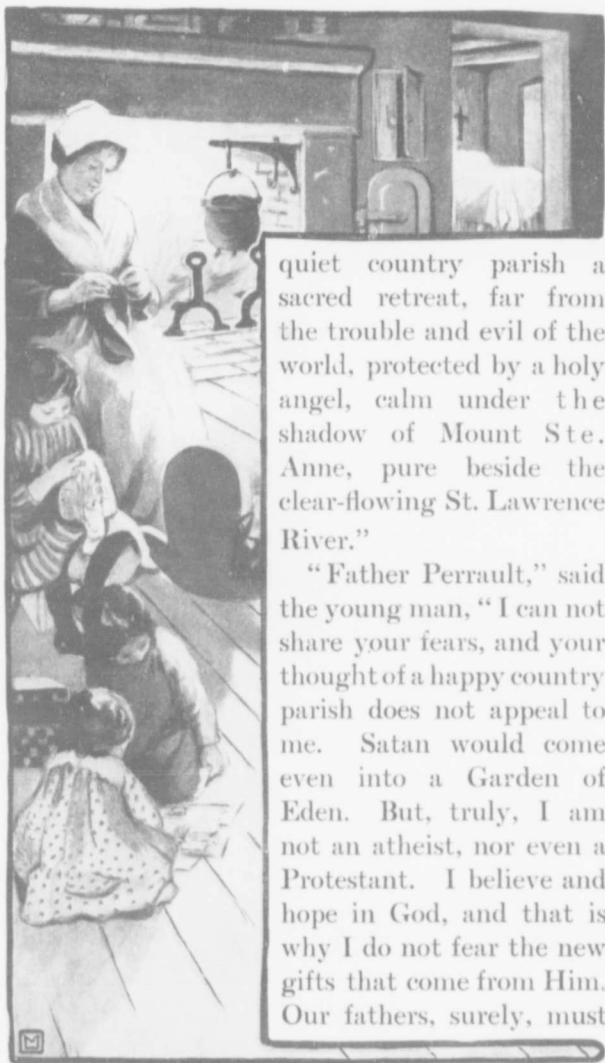 quiet country parish a
sacred retreat, far from
the trouble and evil of the
world, protected by a holy
angel, calm under the
shadow of Mount Ste.
Anne, pure beside the
clear-flowing St. Lawrence
River.”
“Father Perrault,” said
the young man, “I can not
share your fears, and your
thought of a happy country
parish does not appeal to
me. Satan would come
even into a Garden of
Eden. But, truly, I am
not an atheist, nor even a
Protestant. I believe and
hope in God, and that is
why I do not fear the new
gifts that come from Him.
Our fathers, surely, must
M